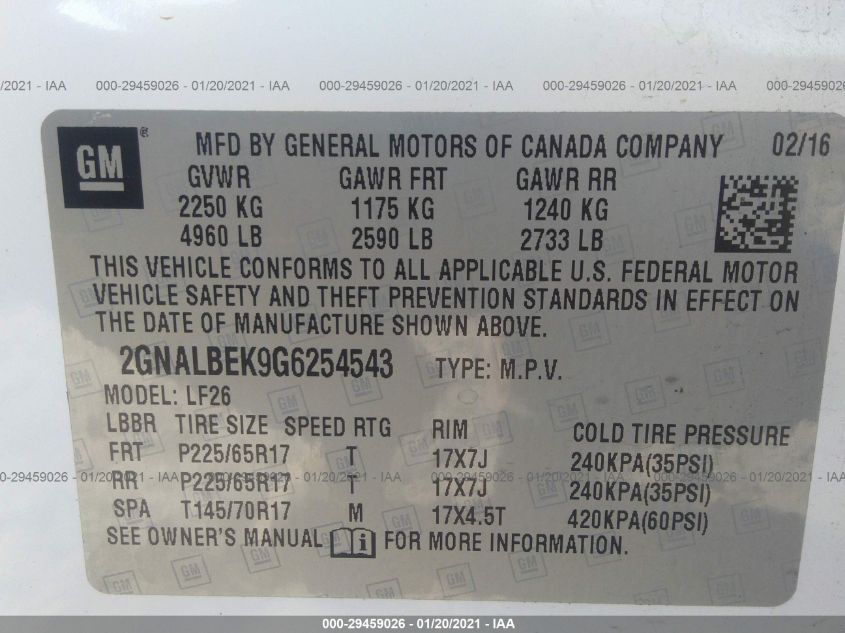 0/2021 - IAA 000-29459026 - 01/20/2021 - IAA 000-29459026 - 01/20/2021 - IAA 000-29459026
GM ® MFD BY GENERAL MOTORS OF CANADA COMPANY 02/16
GVWR GAWR FRT GAWR RR
2250 KG 1175 KG 1240 KG
4960 LB 2590 LB 2733 LB
THIS VEHICLE CONFORMS TO ALL APPLICABLE U.S. FEDERAL MOTOR
VEHICLE SAFETY AND THEFT PREVENTION STANDARDS IN EFFECT ON
THE DATE OF MANUFACTURE SHOWN ABOVE.
2GNALBEK9G6254543 TYPE: M.P.V.
MODEL: LF26
LBBR TIRE SIZE SPEED RTG RIM COLD TIRE PRESSURE
FRT P225/65R17 T 17X7J 240KPA(35PSI)
RR P225/65R17 T 17X7J 240KPA(35PSI)
000-29459026 - 01/20/2021 - IAA 000-29459026 - 01/20/2021 - IAA
SPA T145/70R17 M 17X4.5T 420KPA(60PSI)
SEE OWNER'S MANUAL i FOR MORE INFORMATION.
000-29459026 - 01/20/2021 - IAA